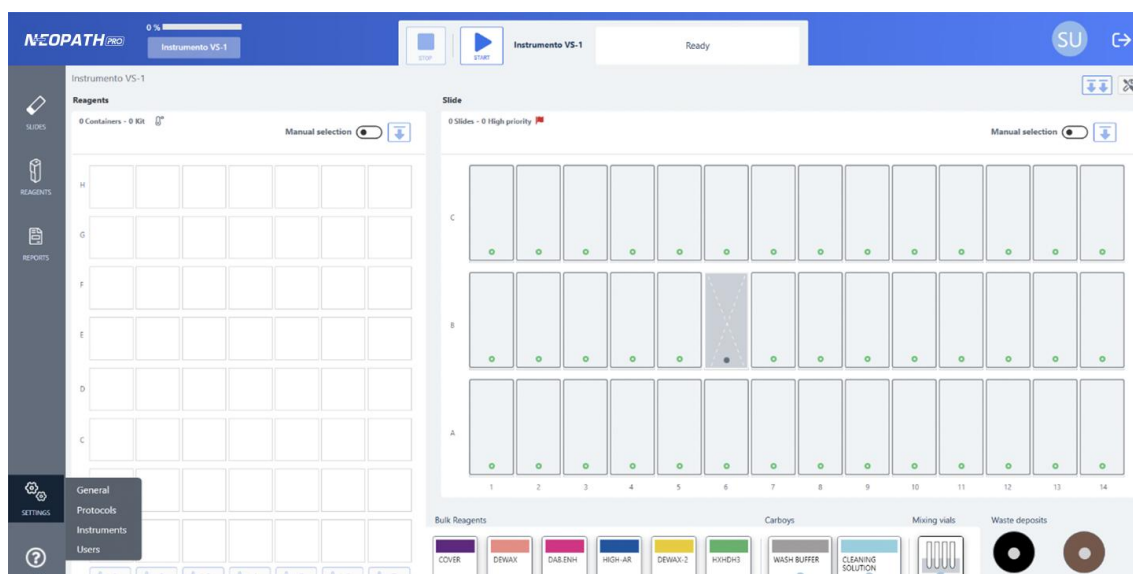 NEOPATH PRO
0 %
Instrumento VS-1
STOP
START
Instrumento VS-1
Ready
SU
SLIDES
REAGENTS
REPORTS
SETTINGS
General
Protocols
Instruments
Users
?
Instrumento VS-1
Reagents
0 Containers - 0 Kit
Manual selection
H
G
F
E
D
C
Slide
0 Slides - 0 High priority
Manual selection
C
B
A
1 2 3 4 5 6 7 8 9 10 11 12 13 14
Bulk Reagents
COVER
DEWAX
DAB.ENH
HIGH-AR
DEWAX-2
HXHDH3
Carboys
WASH BUFFER
CLEANING
SOLUTION
Mixing vials
Waste deposits